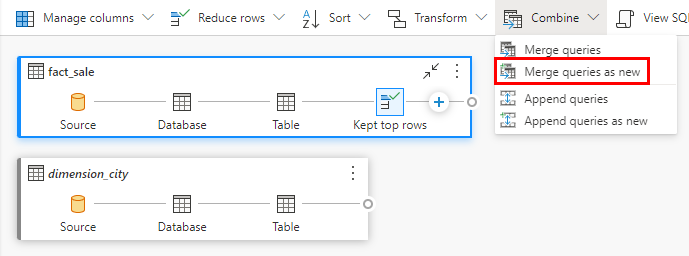 Manage columns
Reduce rows
A
Z
Sort
Transform
Combine
View SQ
Merge queries
Merge queries as new
Append queries
Append queries as new
fact_sale
Source
Database
Table
Kept top rows
dimension_city
Source
Database
Table